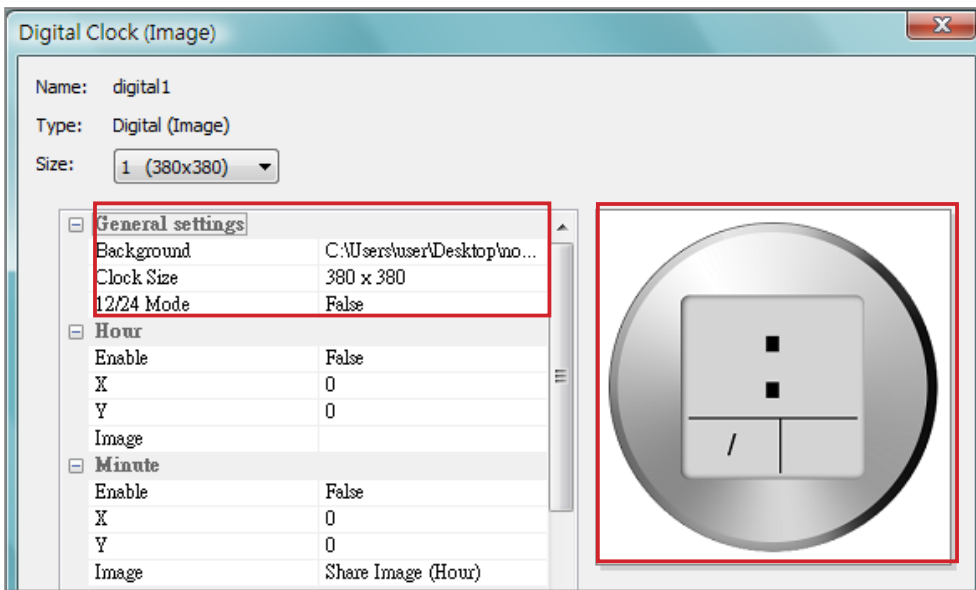 Digital Clock (Image)
X
Name: digital1
Type: Digital (Image)
Size: 1 (380x380)
General settings
Background C:\Users\user\Desktop\no...
Clock Size 380 x 380
12/24 Mode False
Hour
Enable False
X 0
Y 0
Image
Minute
Enable False
X 0
Y 0
Image Share Image (Hour)
:
/